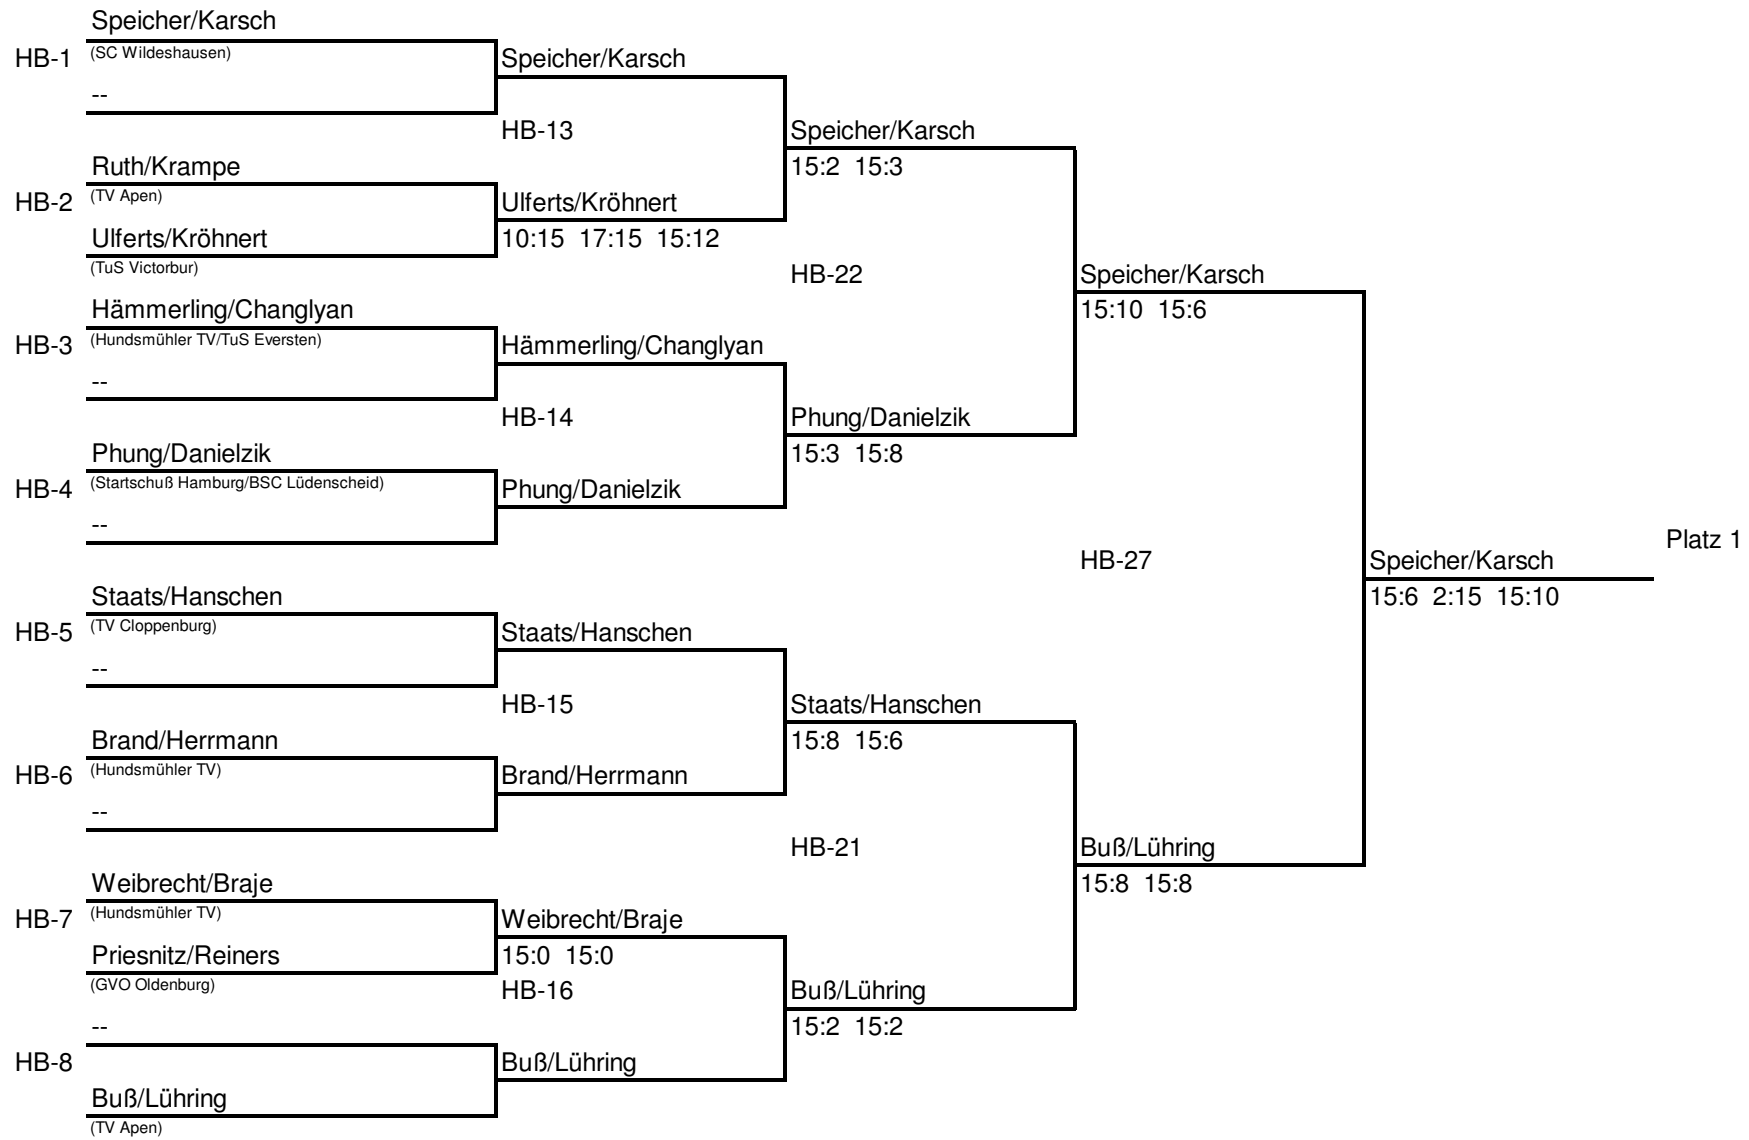 Speicher/Karsch
HB-1
(SC Wildeshausen)
Speicher/Karsch
--
HB-13
Speicher/Karsch
Ruth/Krampe
15:2 15:3
HB-2
(TV Apen)
Ulferts/Kröhnert
Ulferts/Kröhnert
10:15 17:15 15:12
(TuS Victorbur)
HB-22
Speicher/Karsch
Hämmerling/Changlyan
15:10 15:6
HB-3
(Hundsmühler TV/TuS Eversten)
Hämmerling/Changlyan
--
HB-14
Phung/Danielzik
Phung/Danielzik
15:3 15:8
HB-4
(Startschuß Hamburg/BSC Lüdenscheid)
Phung/Danielzik
--
Platz 1
HB-27
Speicher/Karsch
Staats/Hanschen
15:6 2:15 15:10
HB-5
(TV Cloppenburg)
Staats/Hanschen
--
HB-15
Staats/Hanschen
Brand/Herrmann
15:8 15:6
HB-6
(Hundsmühler TV)
Brand/Herrmann
--
HB-21
Buß/Lühring
Weibrecht/Braje
15:8 15:8
HB-7
(Hundsmühler TV)
Weibrecht/Braje
Priesnitz/Reiners
15:0 15:0
(GVO Oldenburg)
HB-16
Buß/Lühring
--
15:2 15:2
HB-8
Buß/Lühring
Buß/Lühring
(TV Apen)